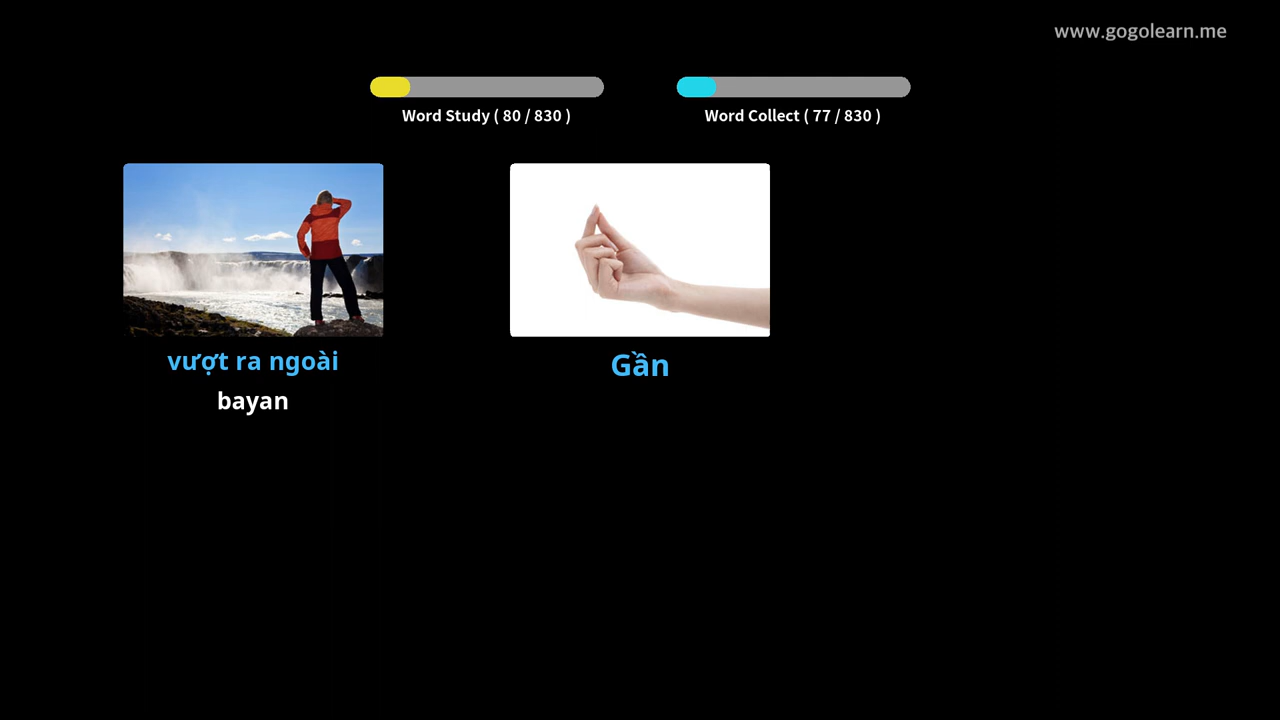 www.gogolearn.me
Word Study ( 80 / 830 )
Word Collect ( 77 / 830 )
vượt ra ngoài
bayan
Gần